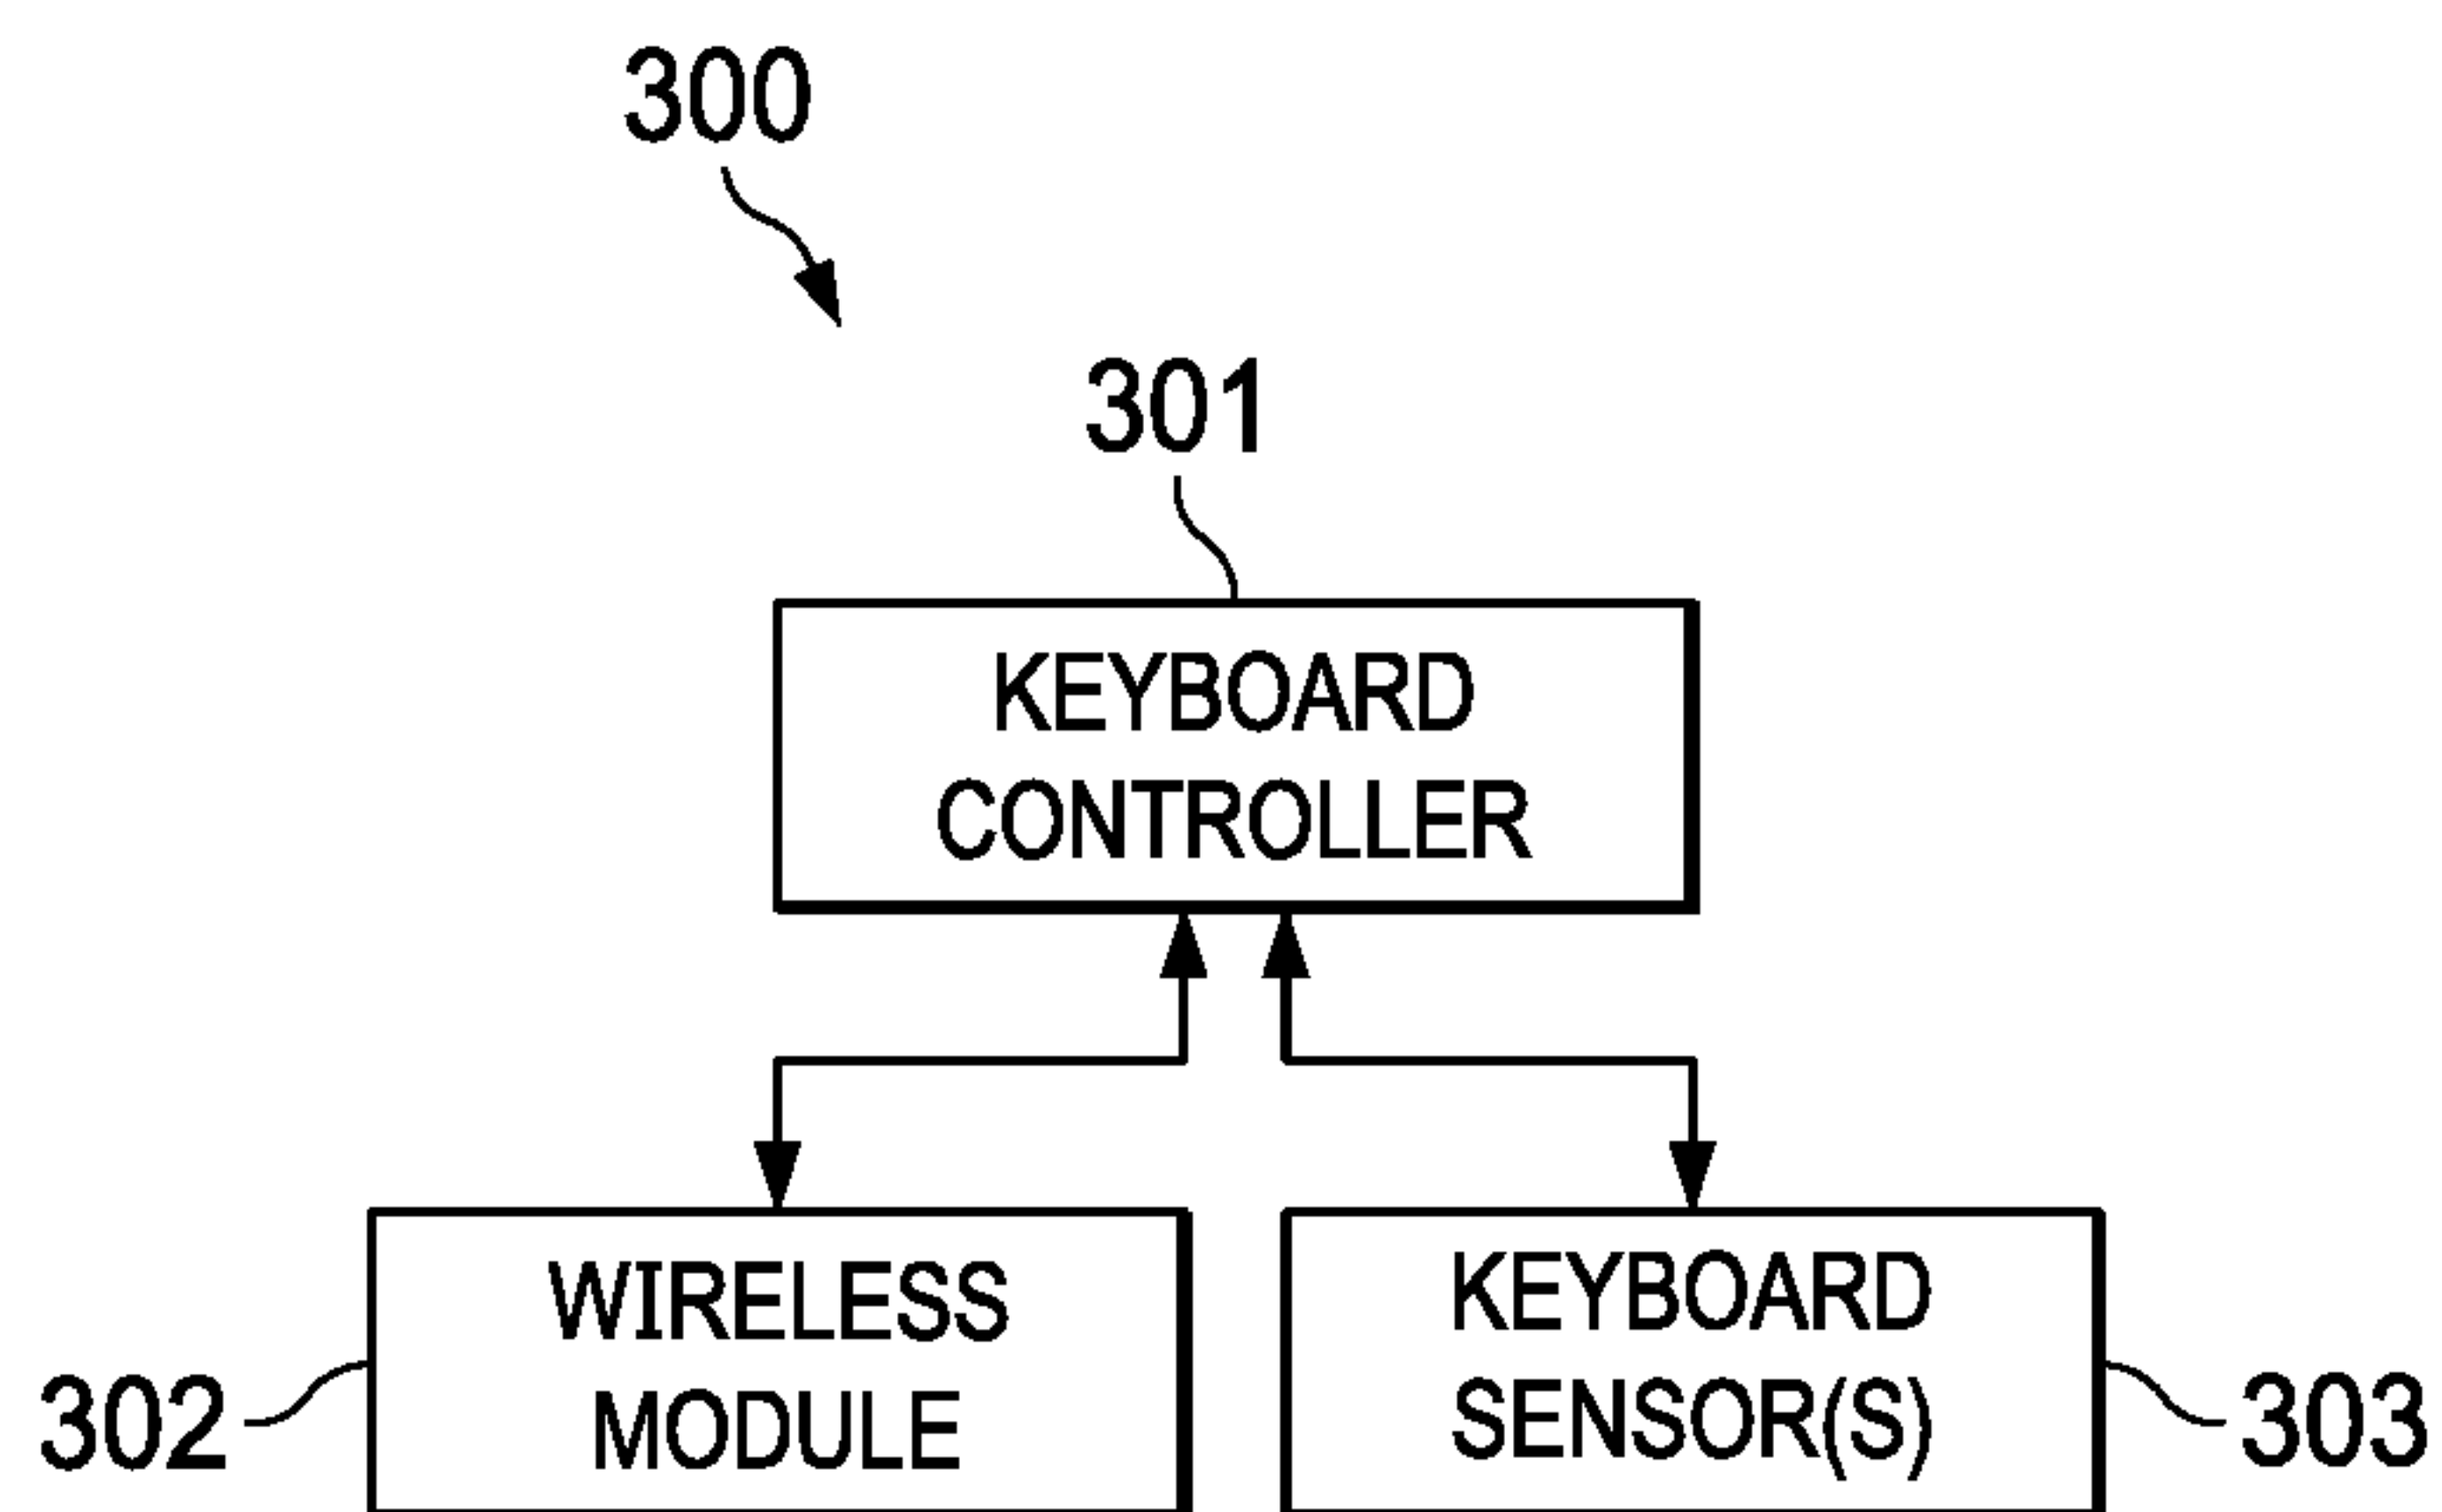 300
301
KEYBOARD
CONTROLLER
WIRELESS
MODULE
302
KEYBOARD
SENSOR(S)
303